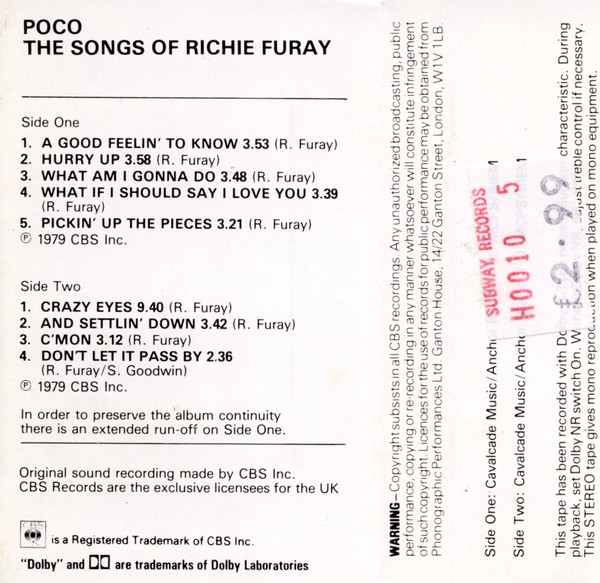 POCO
THE SONGS OF RICHIE FURAY
Side One
1. A GOOD FEELIN' TO KNOW 3.53 (R. Furay)
2. HURRY UP 3.58 (R. Furay)
3. WHAT AM I GONNA DO 3.48 (R. Furay)
4. WHAT IF I SHOULD SAY I LOVE YOU 3.39
(R. Furay)
5. PICKIN' UP THE PIECES 3.21 (R. Furay)
℗ 1979 CBS Inc.
Side Two
1. CRAZY EYES 9.40 (R. Furay)
2. AND SETTLIN' DOWN 3.42 (R. Furay)
3. C'MON 3.12 (R. Furay)
4. DON'T LET IT PASS BY 2.36
(R. Furay/S. Goodwin)
℗ 1979 CBS Inc.
In order to preserve the album continuity
there is an extended run-off on Side One.
Original sound recording made by CBS Inc.
CBS Records are the exclusive licensees for the UK
CBS is a Registered Trademark of CBS Inc.
"Dolby" and are trademarks of Dolby Laboratories
WARNING–Copyright subsists in all CBS recordings. Any unauthorized broadcasting, public
performance, copying or re-recording in any manner whatsoever will constitute infringement
of such copyright. Licences for the use of records for public performance may be obtained from
Phonographic Performances Ltd. Ganton House, 14/22 Ganton Street, London, W1V 1LB.
Side One: Cavalcade Music/
Side Two: Cavalcade Music/
SUBWAY, RECORDS
H0010 5
£2.99
This tape has been recorded with characteristic. During
playback, set Dolby NR switch On. treble control if necessary.
This STEREO tape gives mono when played on mono equipment.